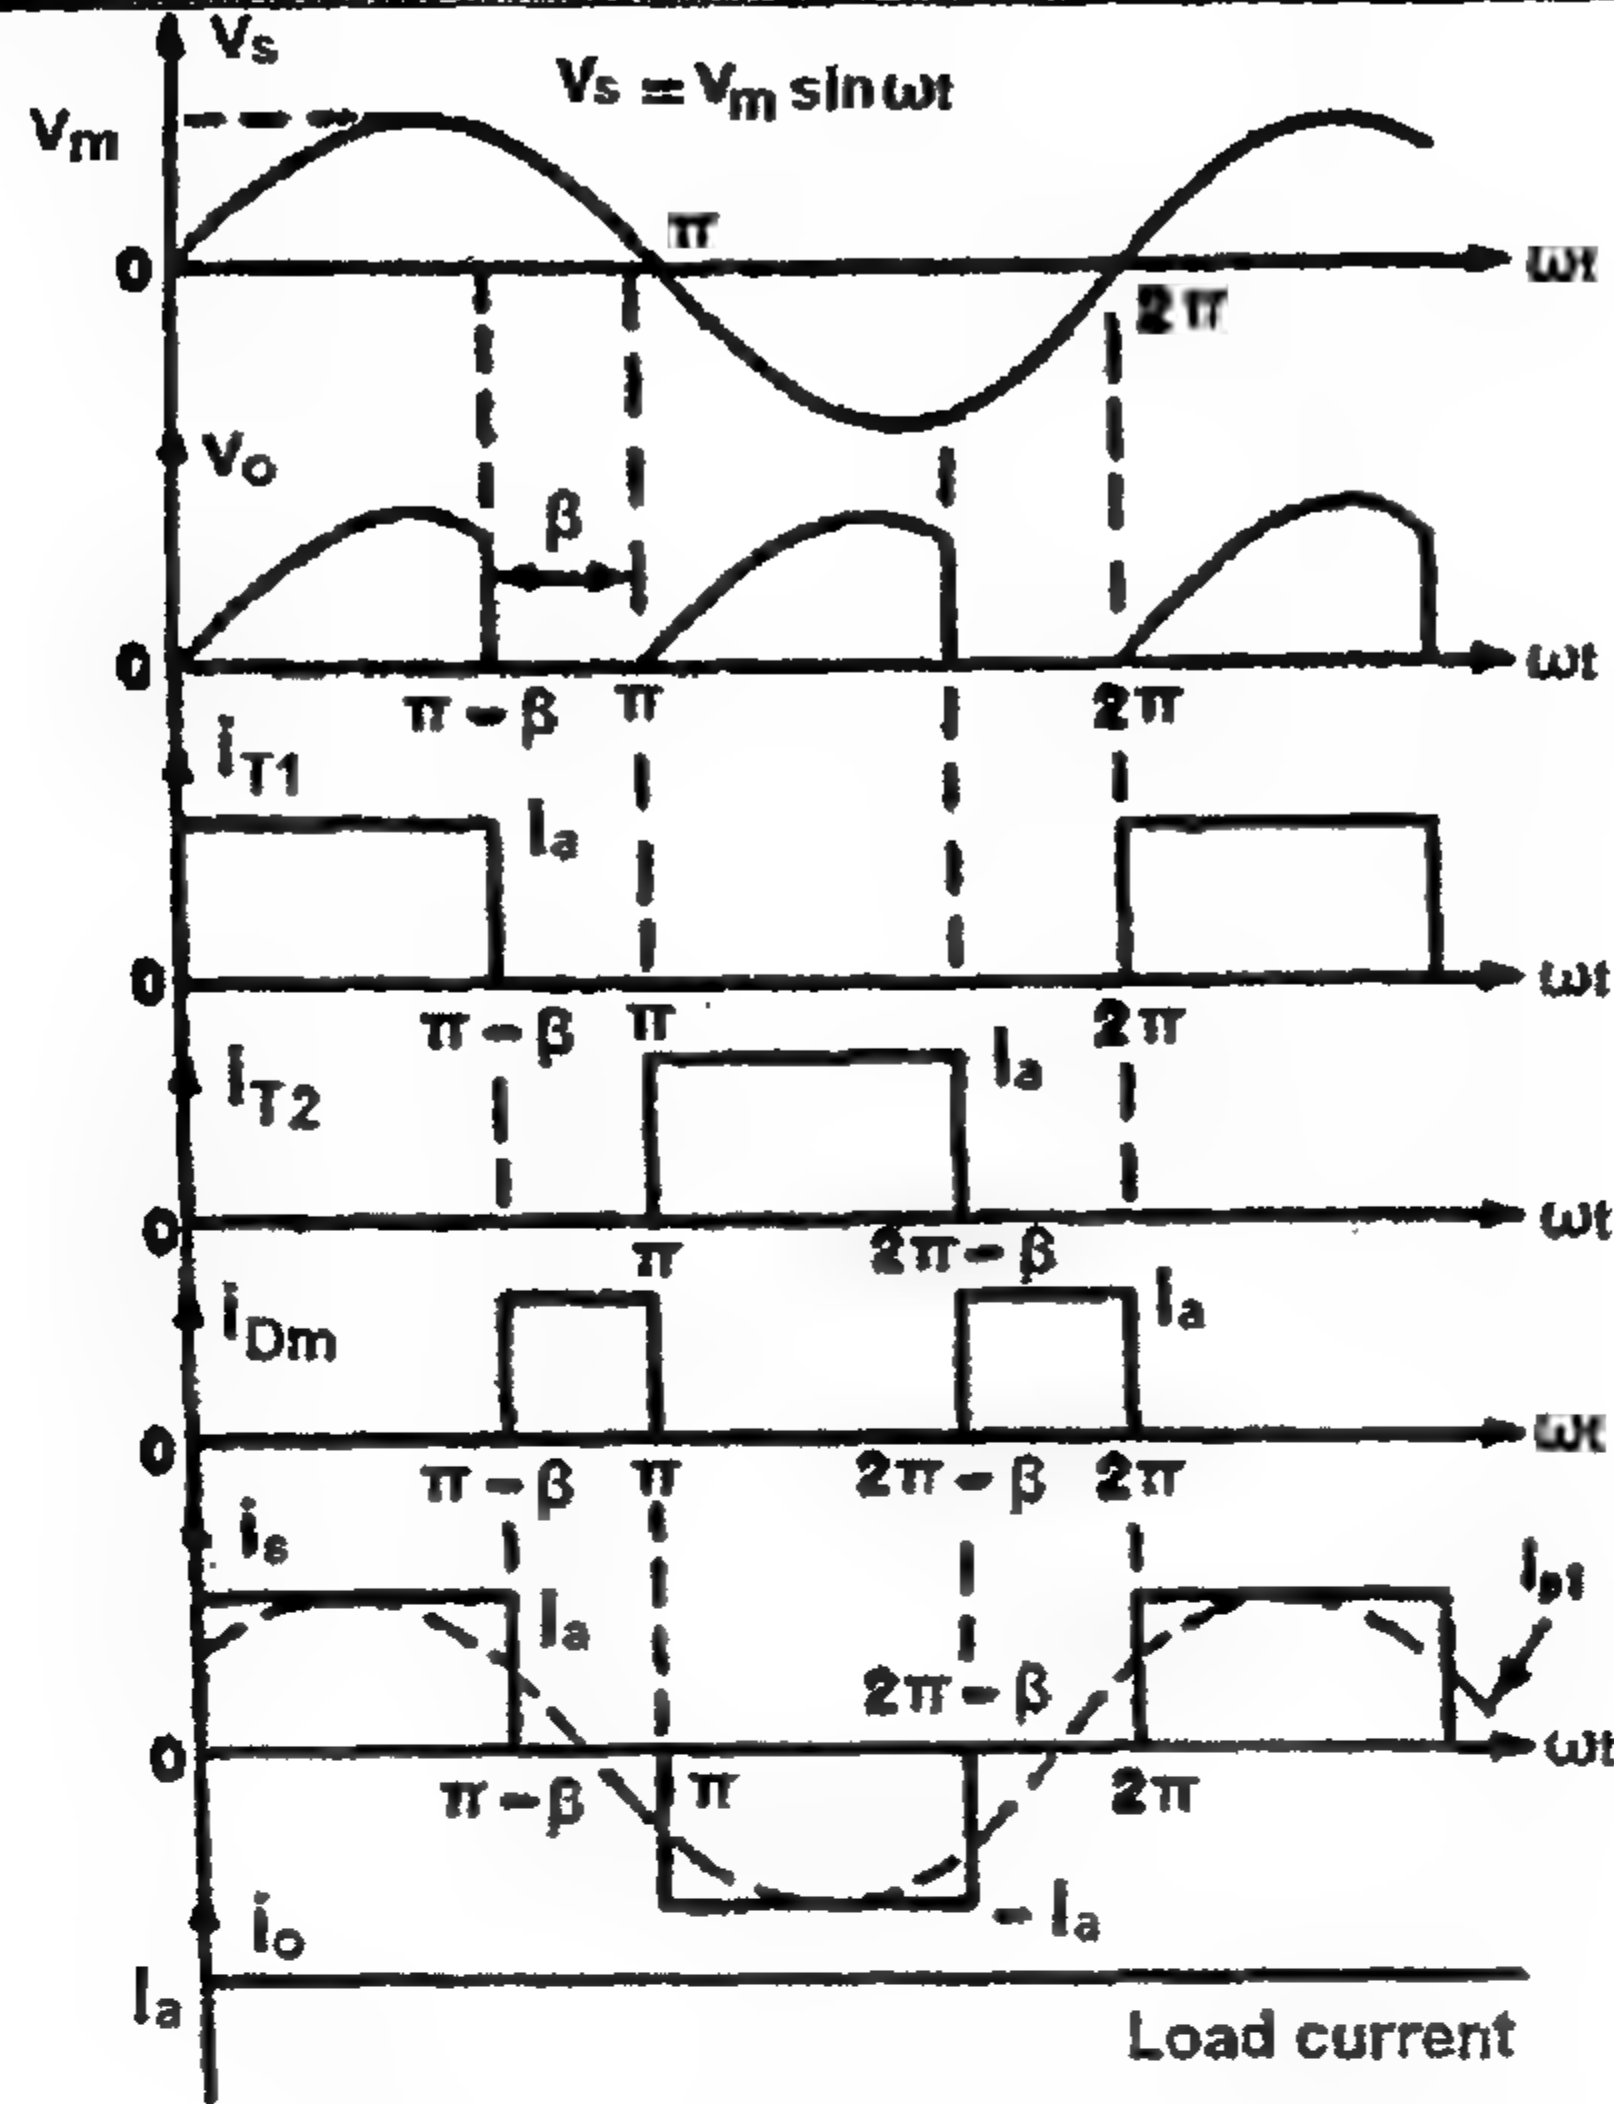 Vs
Vs = Vm sin ωt
Vm
π
0
ωt
2π
Vo
β
0
ωt
π - β
π
2π
iT1
Ia
0
ωt
π - β
π
2π
Ia
iT2
0
ωt
π
2π - β
iDm
Ia
0
ωt
π - β
π
2π - β
2π
is
Ia
2π - β
0
ωt
π - β
π
2π
- Ia
io
Ia
Load current